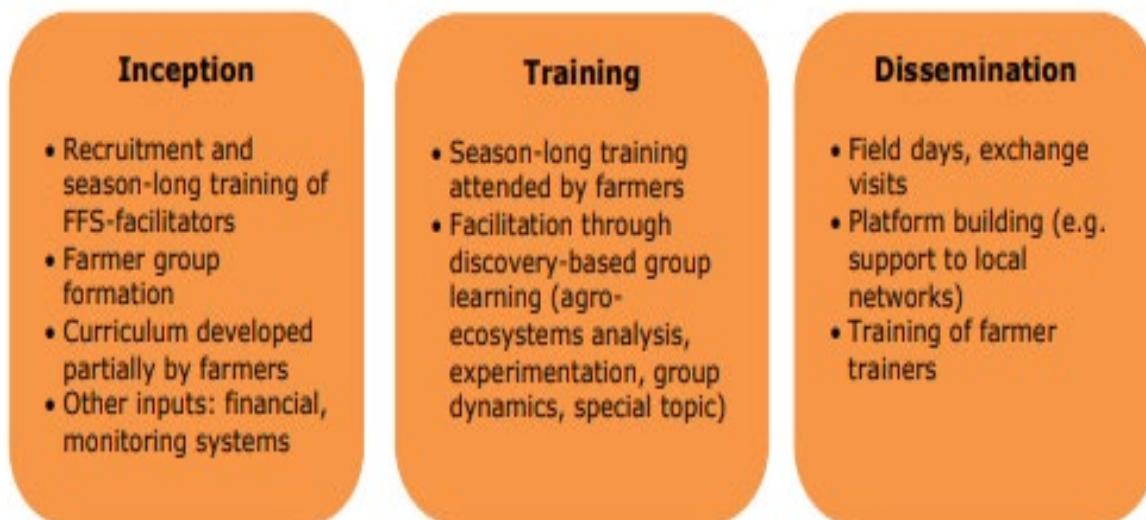 Inception
• Recruitment and
season-long training of
FFS-facilitators
• Farmer group
formation
• Curriculum developed
partially by farmers
• Other inputs: financial,
monitoring systems
Training
• Season-long training
attended by farmers
• Facilitation through
discovery-based group
learning (agro-
ecosystems analysis,
experimentation, group
dynamics, special topic)
Dissemination
• Field days, exchange
visits
• Platform building (e.g.
support to local
networks)
• Training of farmer
trainers